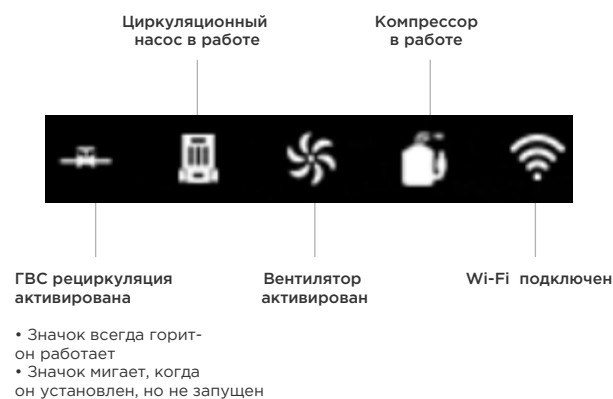 Циркуляционный
насос в работе
Компрессор
в работе
ГВС рециркуляция
активирована
Вентилятор
активирован
Wi-Fi подключен
• Значок всегда горит-
он работает
• Значок мигает, когда
он установлен, но не запущен